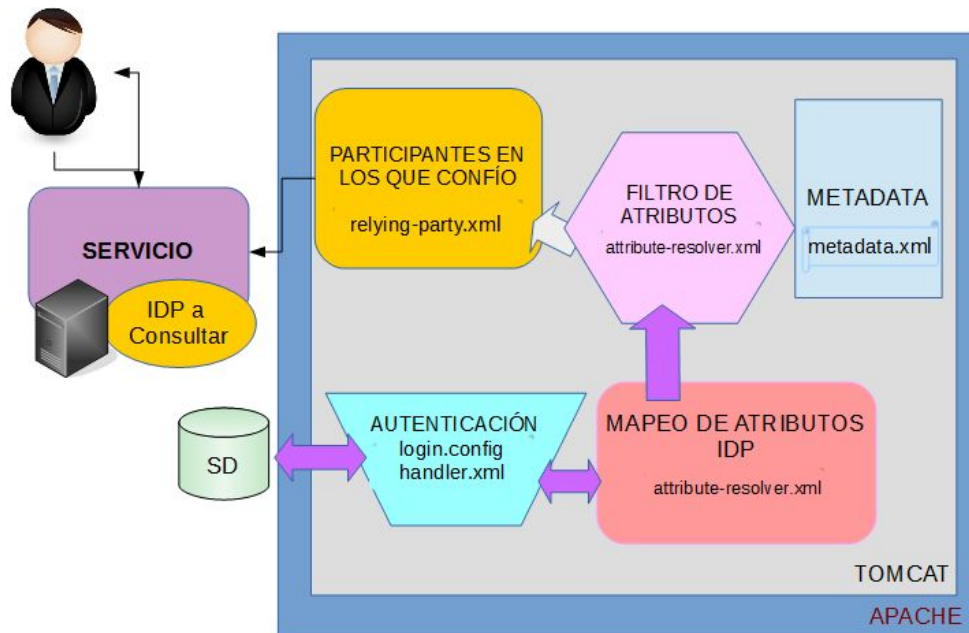 PARTICIPANTES EN
LOS QUE CONFÍO
relying-party.xml
FILTRO DE
ATRIBUTOS
attribute-resolver.xml
METADATA
metadata.xml
SERVICIO
IDP a
Consultar
SD
AUTENTICACIÓN
login.config
handler.xml
MAPEO DE ATRIBUTOS
IDP
attribute-resolver.xml
TOMCAT
APACHE